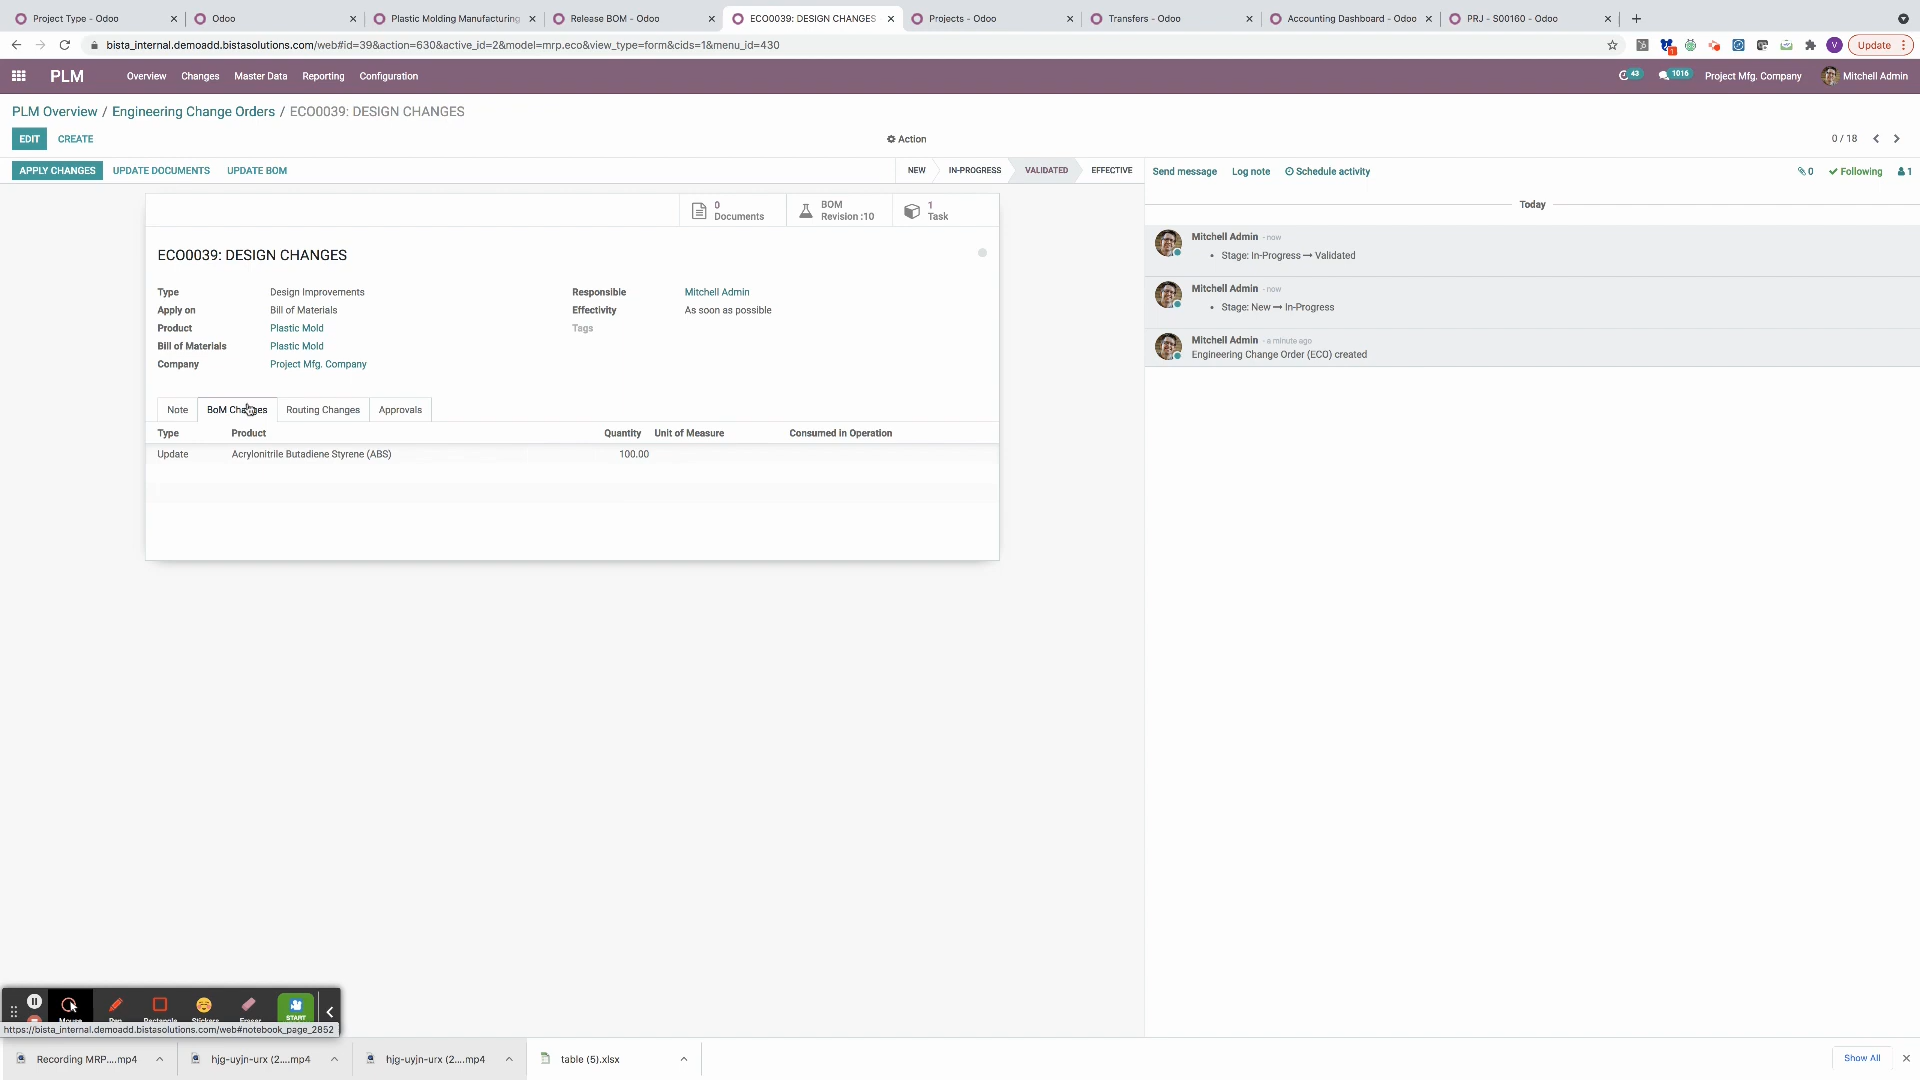 Project Type - Odoo
Odoo
Plastic Molding Manufacturing
Release BOM - Odoo
ECO0039: DESIGN CHANGES
Projects - Odoo
Transfers - Odoo
Accounting Dashboard - Odoo
PRJ - S00160 - Odoo
bista_internal.demoadd.bistasolutions.com/web#id=39&action=630&active_id=2&model=mrp.eco&view_type=form&cids=1&menu_id=430
1
V
Update
PLM
Overview
Changes
Master Data
Reporting
Configuration
43
1016
Project Mfg. Company
Mitchell Admin
PLM Overview / Engineering Change Orders / ECO0039: DESIGN CHANGES
EDIT
CREATE
Action
0 / 18
APPLY CHANGES
UPDATE DOCUMENTS
UPDATE BOM
NEW
IN-PROGRESS
VALIDATED
EFFECTIVE
Send message
Log note
Schedule activity
0
Following
1
0
Documents
BOM
Revision :10
1
Task
Today
ECO0039: DESIGN CHANGES
Type Design Improvements
Apply on Bill of Materials
Product Plastic Mold
Bill of Materials Plastic Mold
Company Project Mfg. Company
Responsible Mitchell Admin
Effectivity As soon as possible
Tags
Mitchell Admin - now
• Stage: In-Progress → Validated
Mitchell Admin - now
• Stage: New → In-Progress
Mitchell Admin - a minute ago
Engineering Change Order (ECO) created
Note
BoM Changes
Routing Changes
Approvals
Type Product Quantity Unit of Measure Consumed in Operation
Update Acrylonitrile Butadiene Styrene (ABS) 100.00
Mouse
Pen
Rectangle
Stickers
Eraser
START
https://bista_internal.demoadd.bistasolutions.com/web#notebook_page_2852
Recording MRP....mp4
hjg-uyjn-urx (2....mp4
hjg-uyjn-urx (2....mp4
table (5).xlsx
Show All